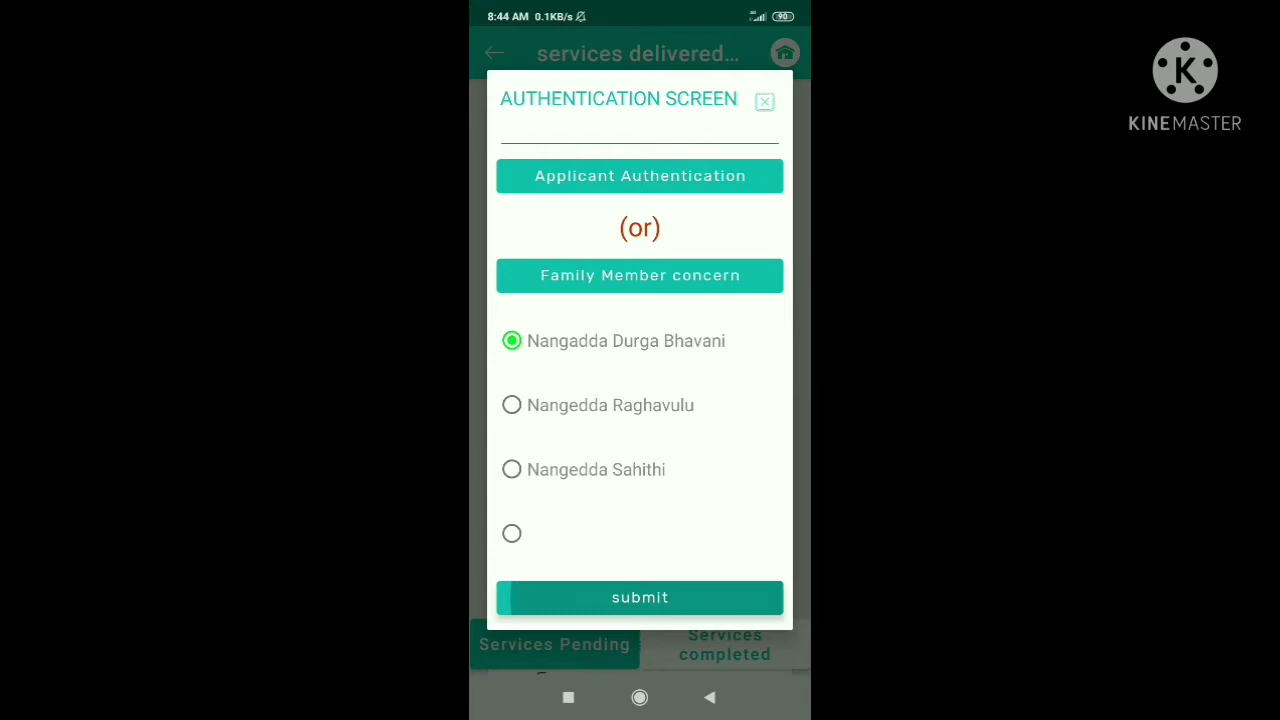 8:44 AM 0.1KB/s
90
services delivered...
KINEMASTER
AUTHENTICATION SCREEN
Applicant Authentication
(or)
Family Member concern
Nangadda Durga Bhavani
Nangedda Raghavulu
Nangedda Sahithi
submit
Services Pending
Services
completed